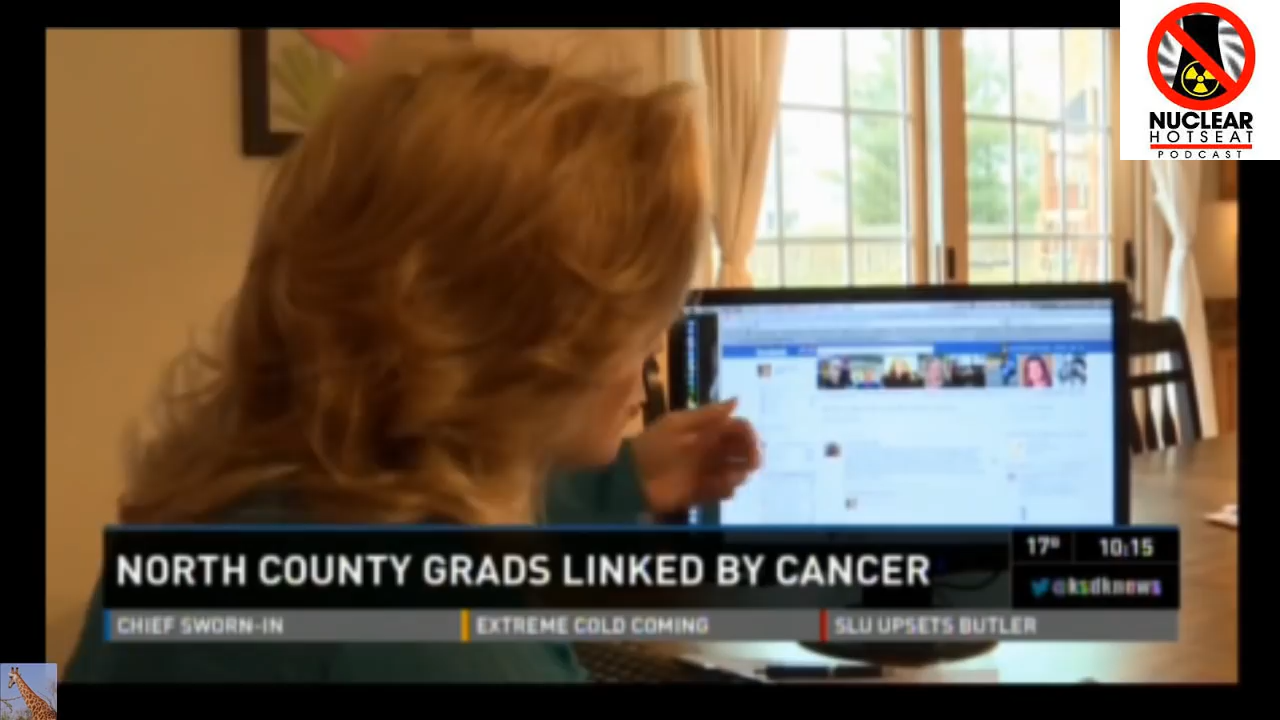 NUCLEAR
HOTSEAT
PODCAST
NORTH COUNTY GRADS LINKED BY CANCER
17°
10:15
@ksdknews
CHIEF SWORN-IN
EXTREME COLD COMING
SLU UPSETS BUTLER